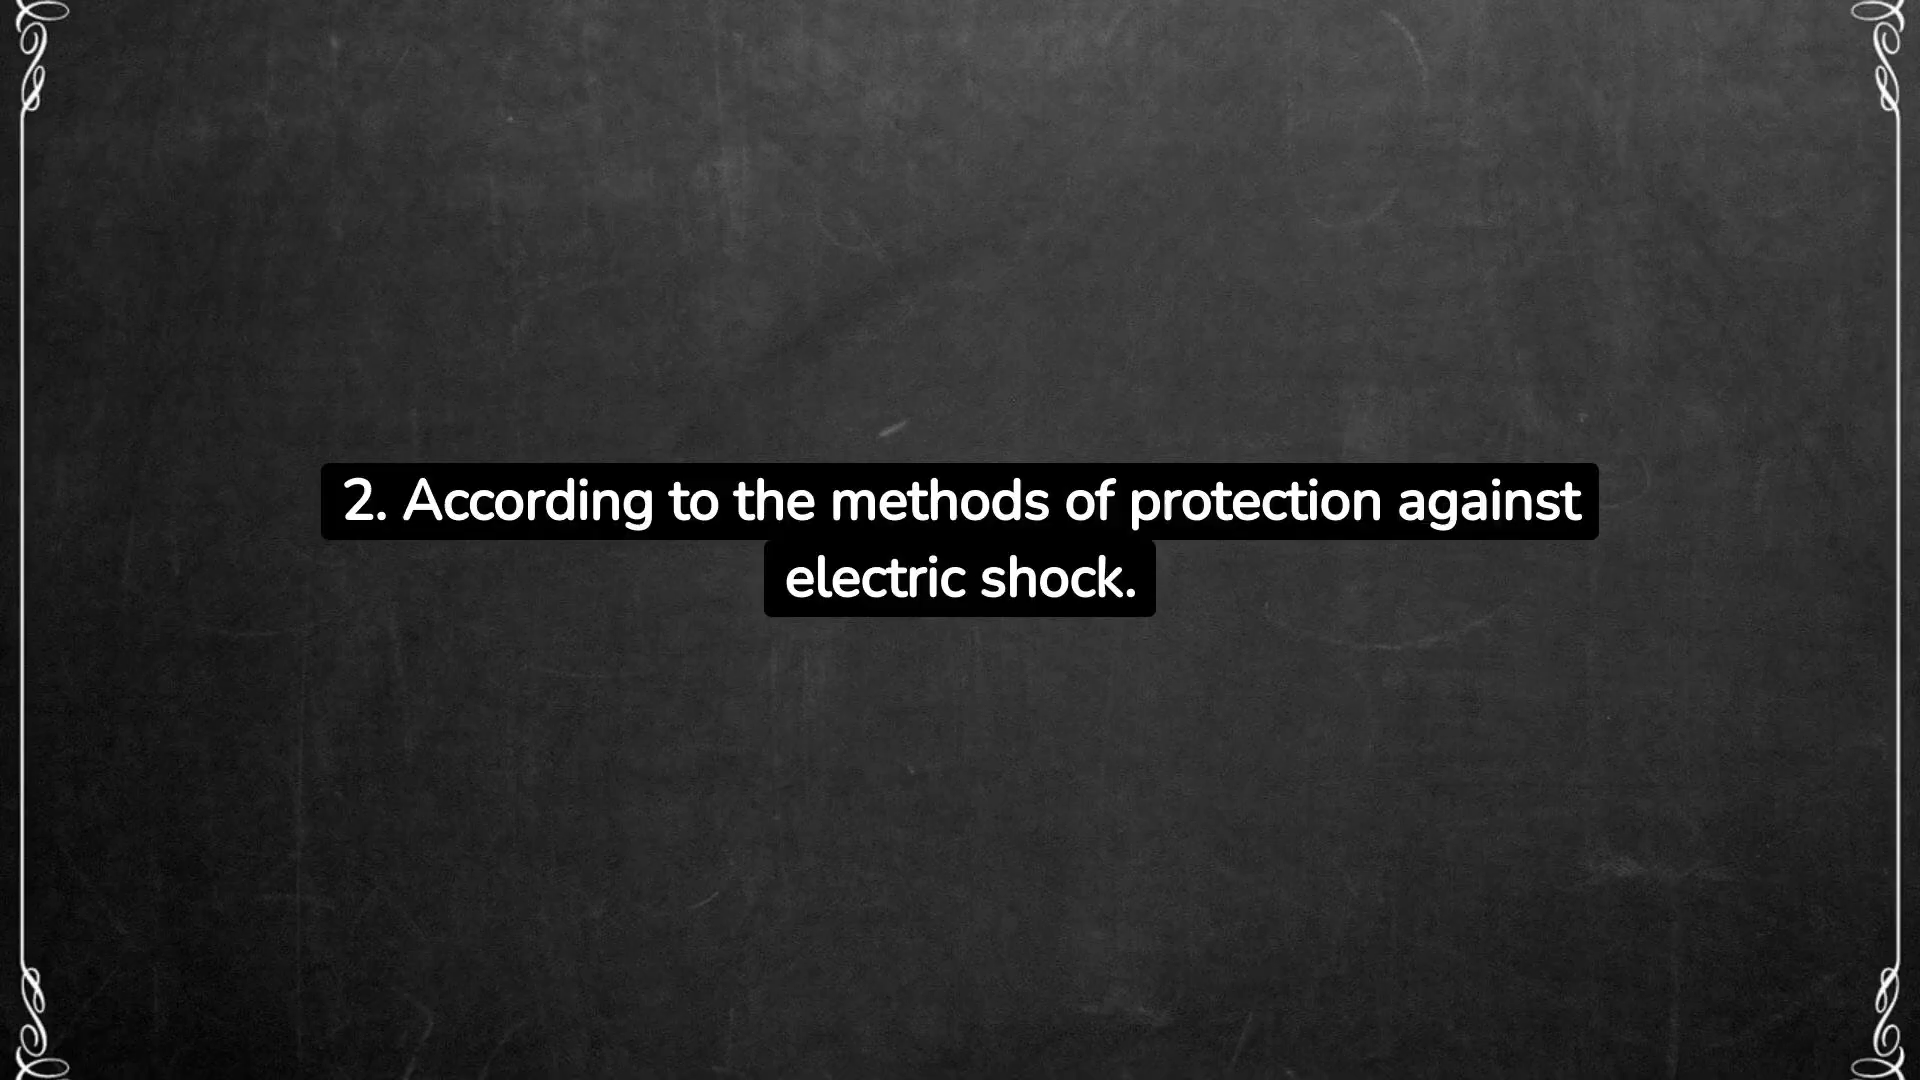 2. According to the methods of protection against
electric shock.